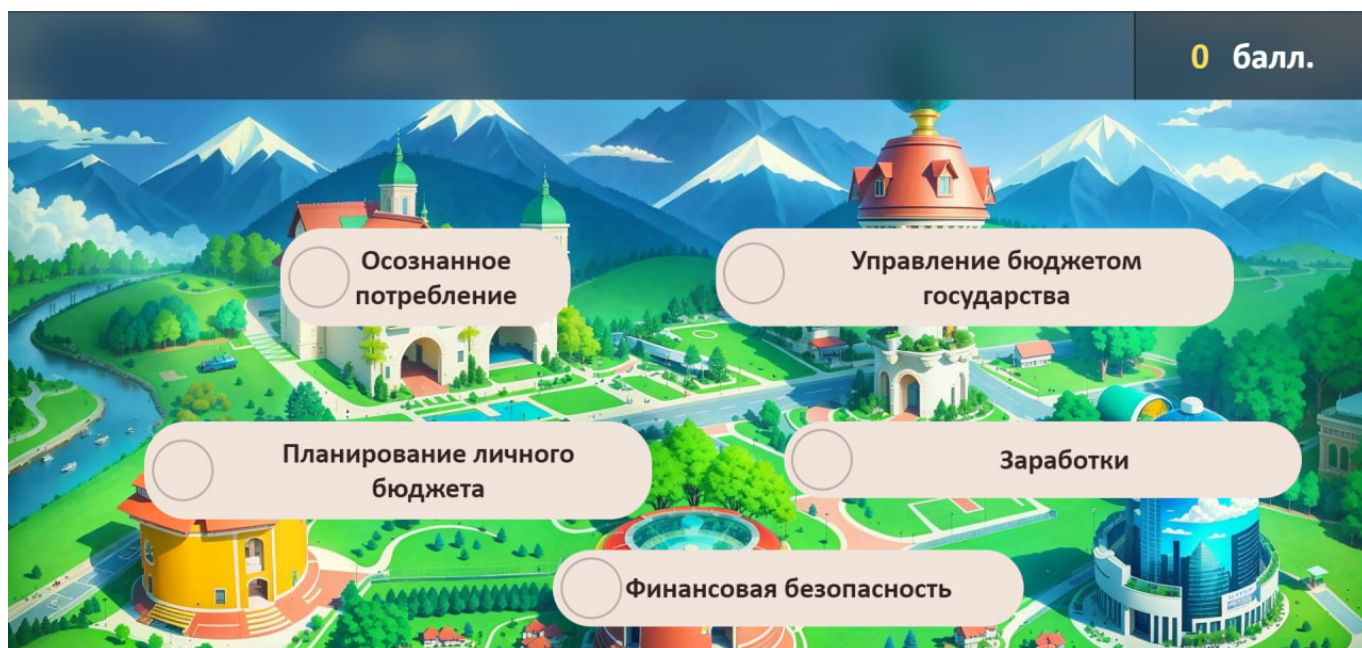 0 балл.
Осознанное
потребление
Управление бюджетом
государства
Планирование личного
бюджета
Заработки
Финансовая безопасность